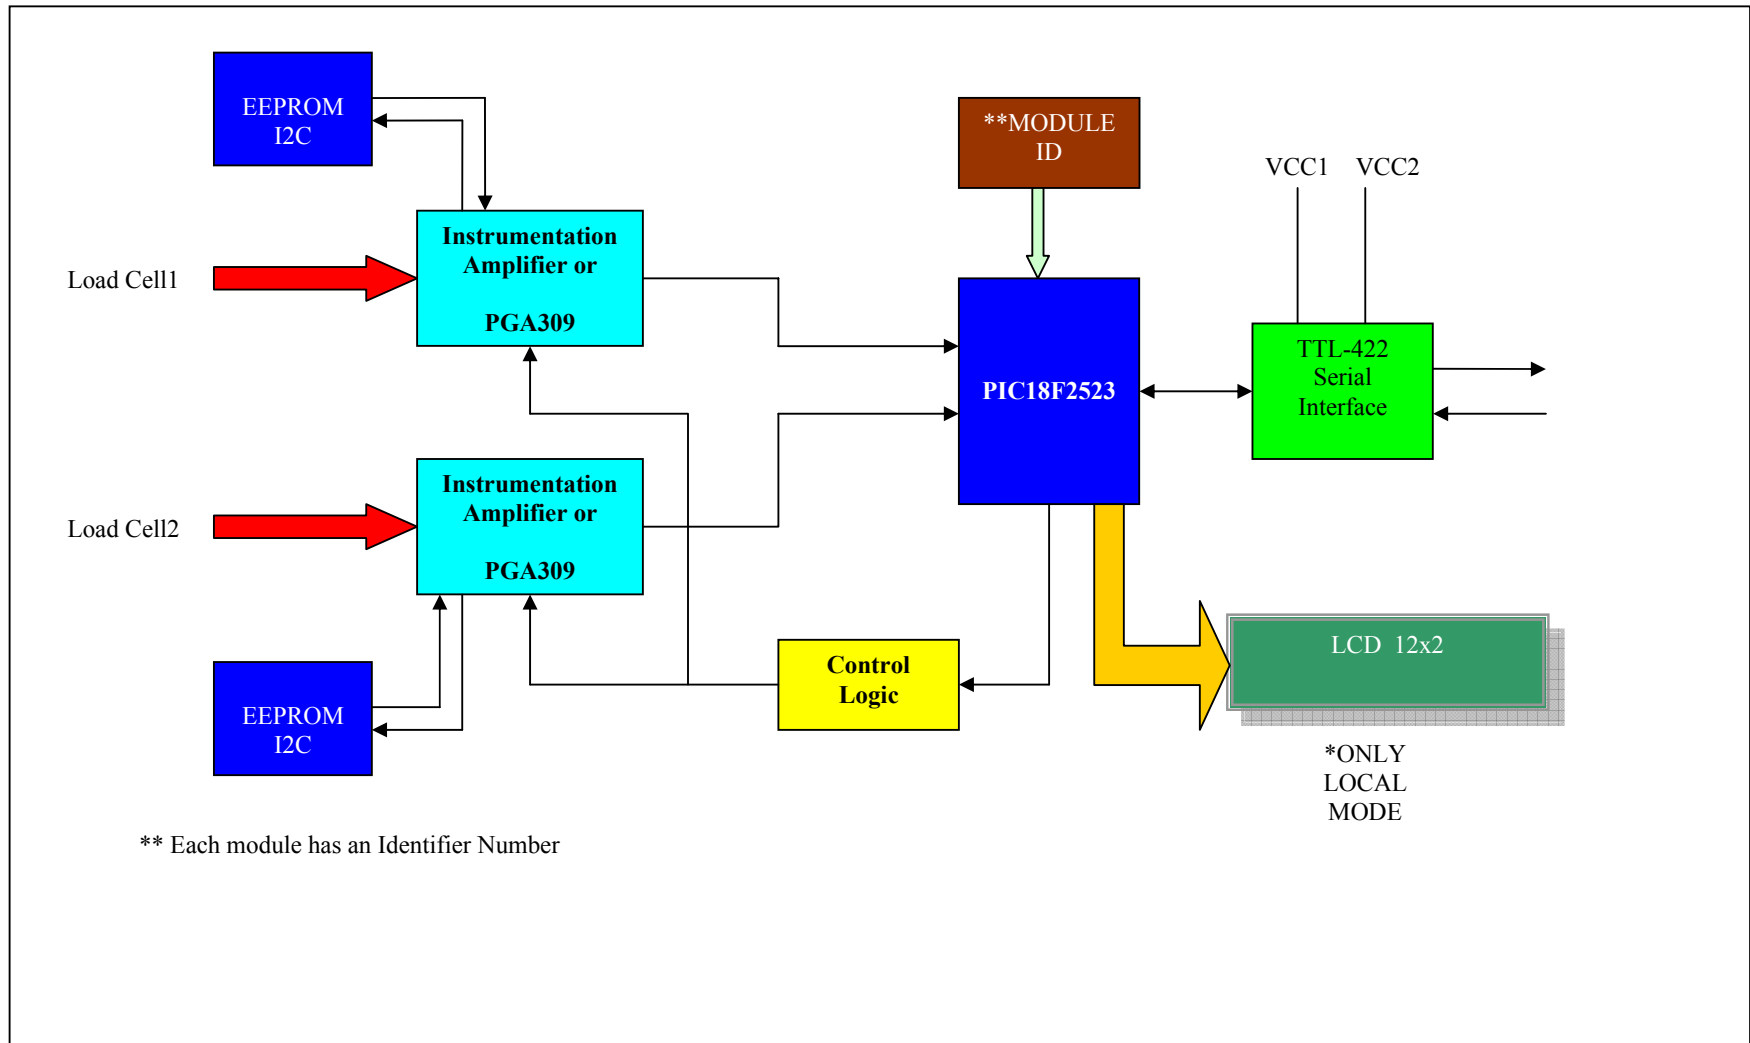 EEPROM
I2C
**MODULE
ID
VCC1 VCC2
Instrumentation
Amplifier or
PGA309
Load Cell1
TTL-422
Serial
Interface
PIC18F2523
Instrumentation
Amplifier or
PGA309
Load Cell2
Control
Logic
LCD 12x2
EEPROM
I2C
*ONLY
LOCAL
MODE
** Each module has an Identifier Number